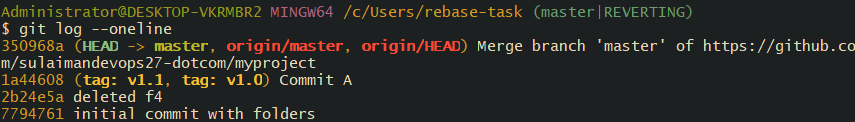 Administrator@DESKTOP-VKRMBR2 MINGW64 /c/Users/rebase-task (master|REVERTING)
$ git log --oneline
350968a (HEAD -> master, origin/master, origin/HEAD) Merge branch 'master' of https://github.co
m/sulaimandevops27-dotcom/myproject
1a44608 (tag: v1.1, tag: v1.0) Commit A
2b24e5a deleted f4
7794761 initial commit with folders